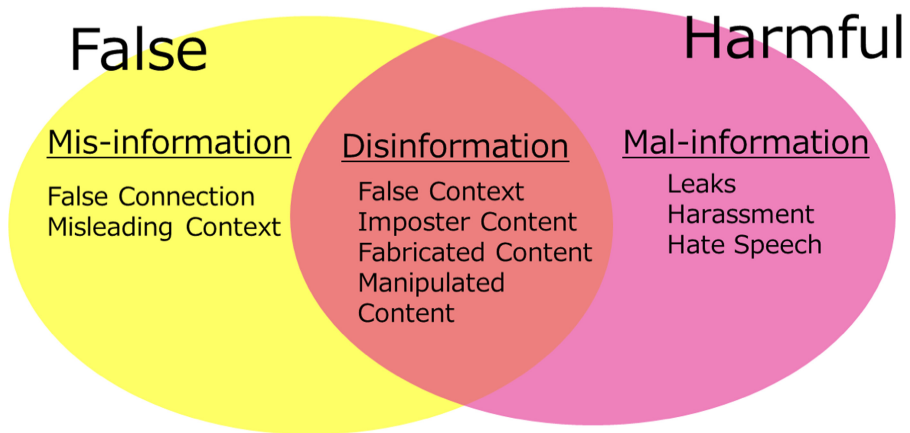 False
Harmful
Mis-information
False Connection
Misleading Context
Disinformation
False Context
Imposter Content
Fabricated Content
Manipulated
Content
Mal-information
Leaks
Harassment
Hate Speech